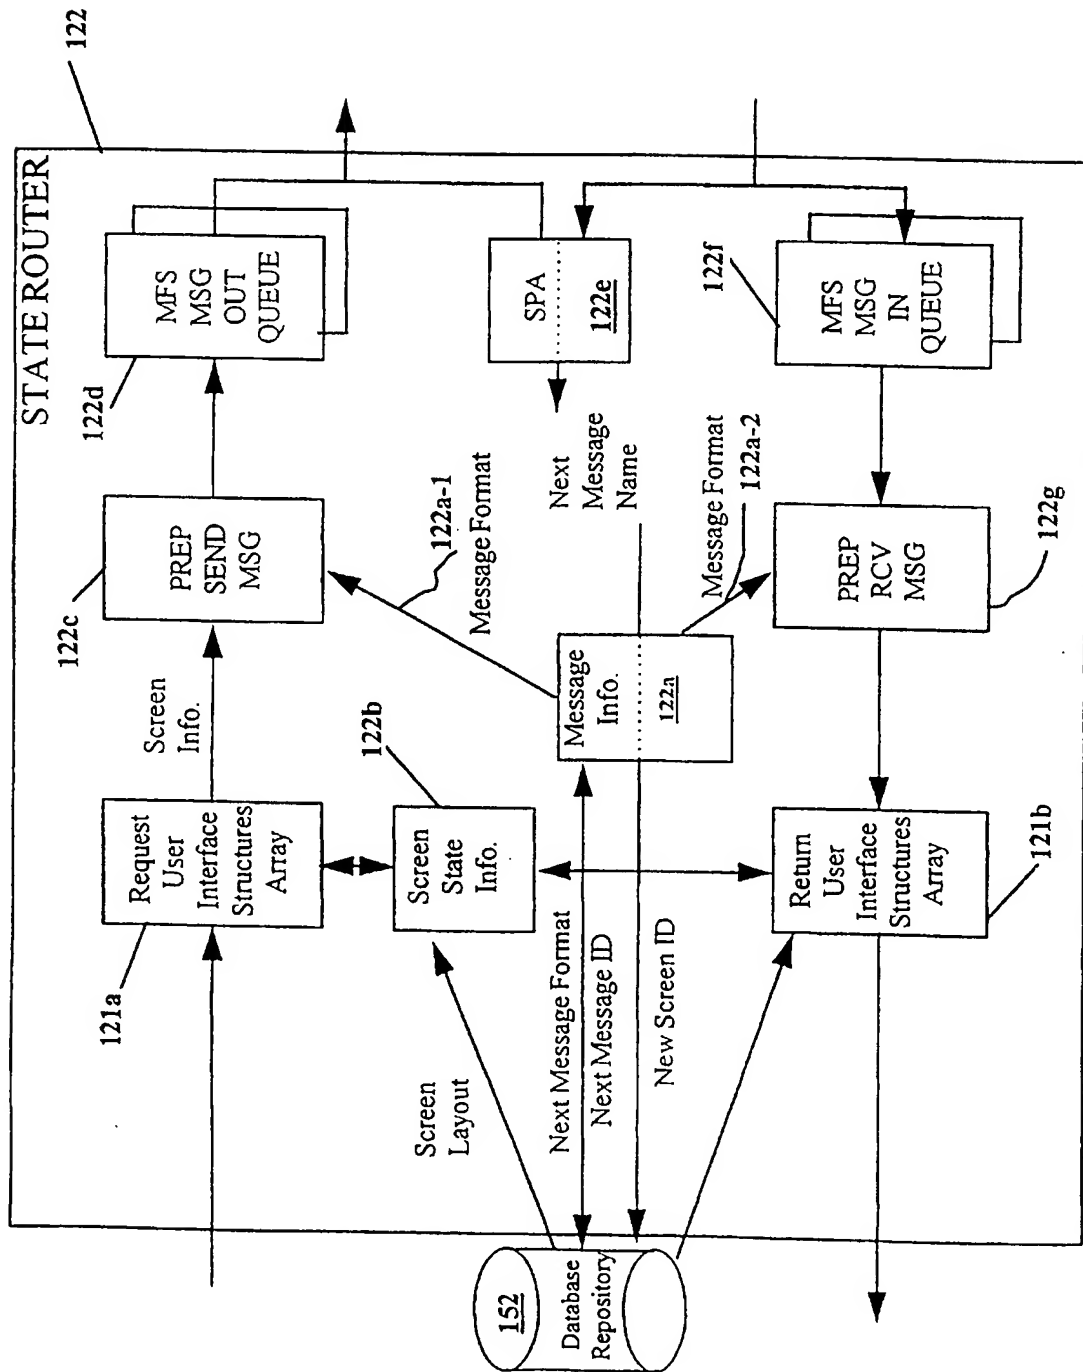 STATE ROUTER
122
121a
Request
User
Interface
Structures
Array
Screen
Info.
122c
PREP
SEND
MSG
122d
MFS
MSG
OUT
QUEUE
Screen
Layout
Screen
State
Info.
122b
122a-1
Message Format
SPA
122e
Next
Message
Name
152
Database
Repository
Next Message Format
Next Message ID
New Screen ID
Message
Info.
122a
Message Format
122a-2
Return
User
Interface
Structures
Array
121b
PREP
RCV
MSG
122g
122f
MFS
MSG
IN
QUEUE